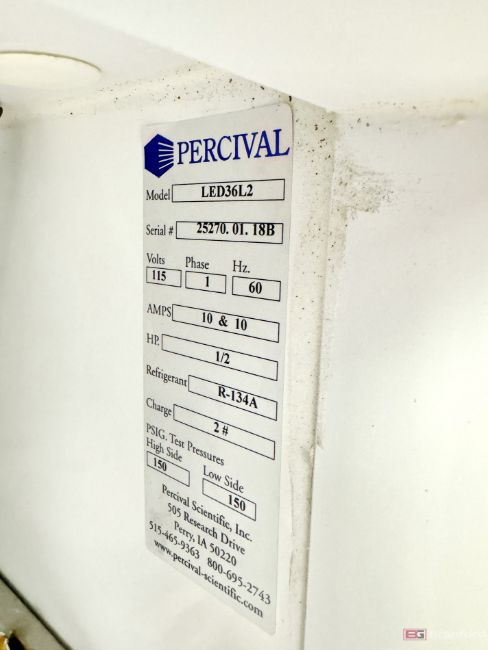 PERCIVAL
Model LED36L2
Serial # 25270. 01. 18B
Volts Phase Hz.
115 1 60
AMPS 10 & 10
HP. 1/2
Refrigerant R-134A
Charge 2 #
PSIG. Test Pressures
High Side Low Side
150 150
Percival Scientific, Inc.
505 Research Drive
Perry, IA 50220
515-465-9363 800-695-2743
www.percival-scientific.com